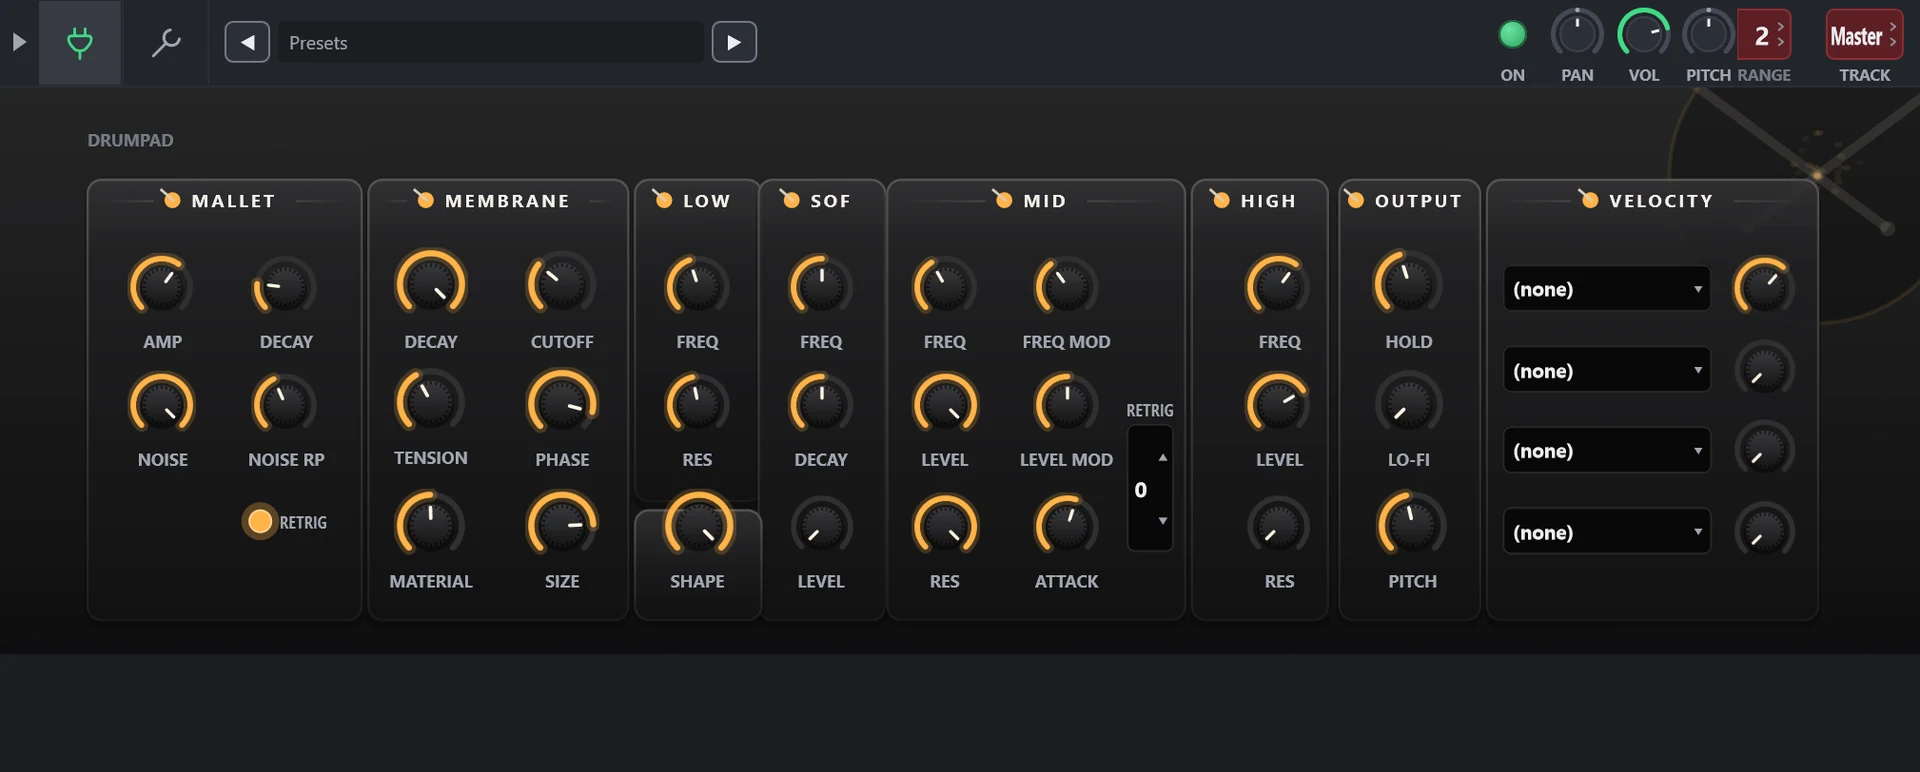 Presets
2
Master
ON PAN VOL PITCH RANGE TRACK
DRUMPAD
MALLET MEMBRANE LOW SOF MID HIGH OUTPUT VELOCITY
(none)
AMP DECAY DECAY CUTOFF FREQ FREQ FREQ FREQ MOD FREQ HOLD
(none)
RETRIG
NOISE NOISE RP TENSION PHASE RES DECAY LEVEL LEVEL MOD LEVEL LO-FI
(none)
0
RETRIG
(none)
MATERIAL SIZE SHAPE LEVEL RES ATTACK RES PITCH